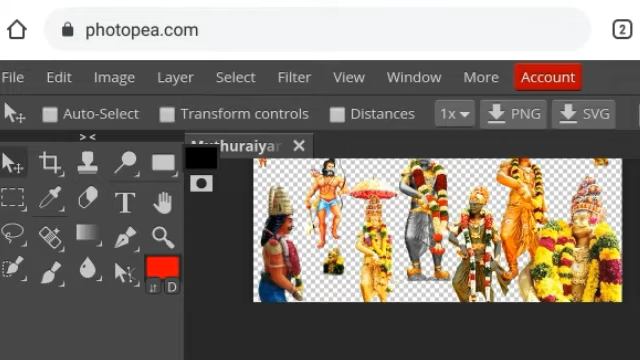 photopea.com
2
File Edit Image Layer Select Filter View Window More Account
Auto-Select Transform controls Distances 1x PNG SVG
> <
Muthuraiyar
T
D